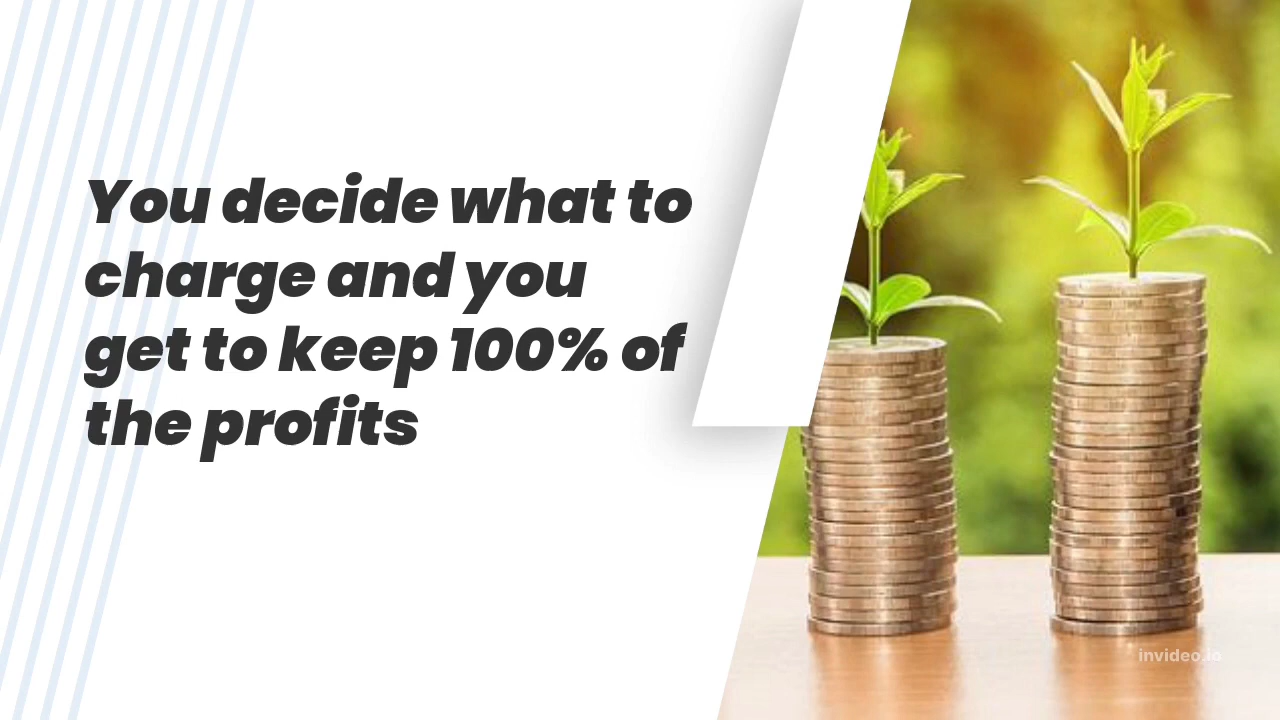 You decide what to
charge and you
get to keep 100% of
the profits
invideo.io